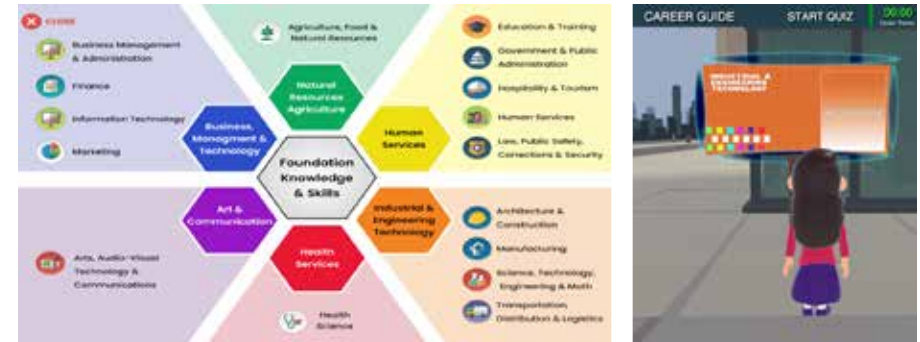 CLOSE
Business Management
& Administration
Finance
Information Technology
Marketing
Agriculture, Food &
Natural Resources
Education & Training
Government & Public
Administration
Hospitality & Tourism
Human Services
Law, Public Safety,
Corrections & Security
Natural
Resources
Agriculture
Business,
Managment &
Technology
Human
Services
Foundation
Knowledge
& Skills
Art &
Communication
Industrial &
Engineering
Technology
Health
Services
Arts, Audio-Visual
Technology &
Communications
Health
Science
Architecture &
Construction
Manufacturing
Science, Technology,
Engineering & Math
Transportation,
Distribution & Logistics
CAREER GUIDE
START QUIZ
00:00
INDUSTRIAL &
ENGINEERING
TECHNOLOGY